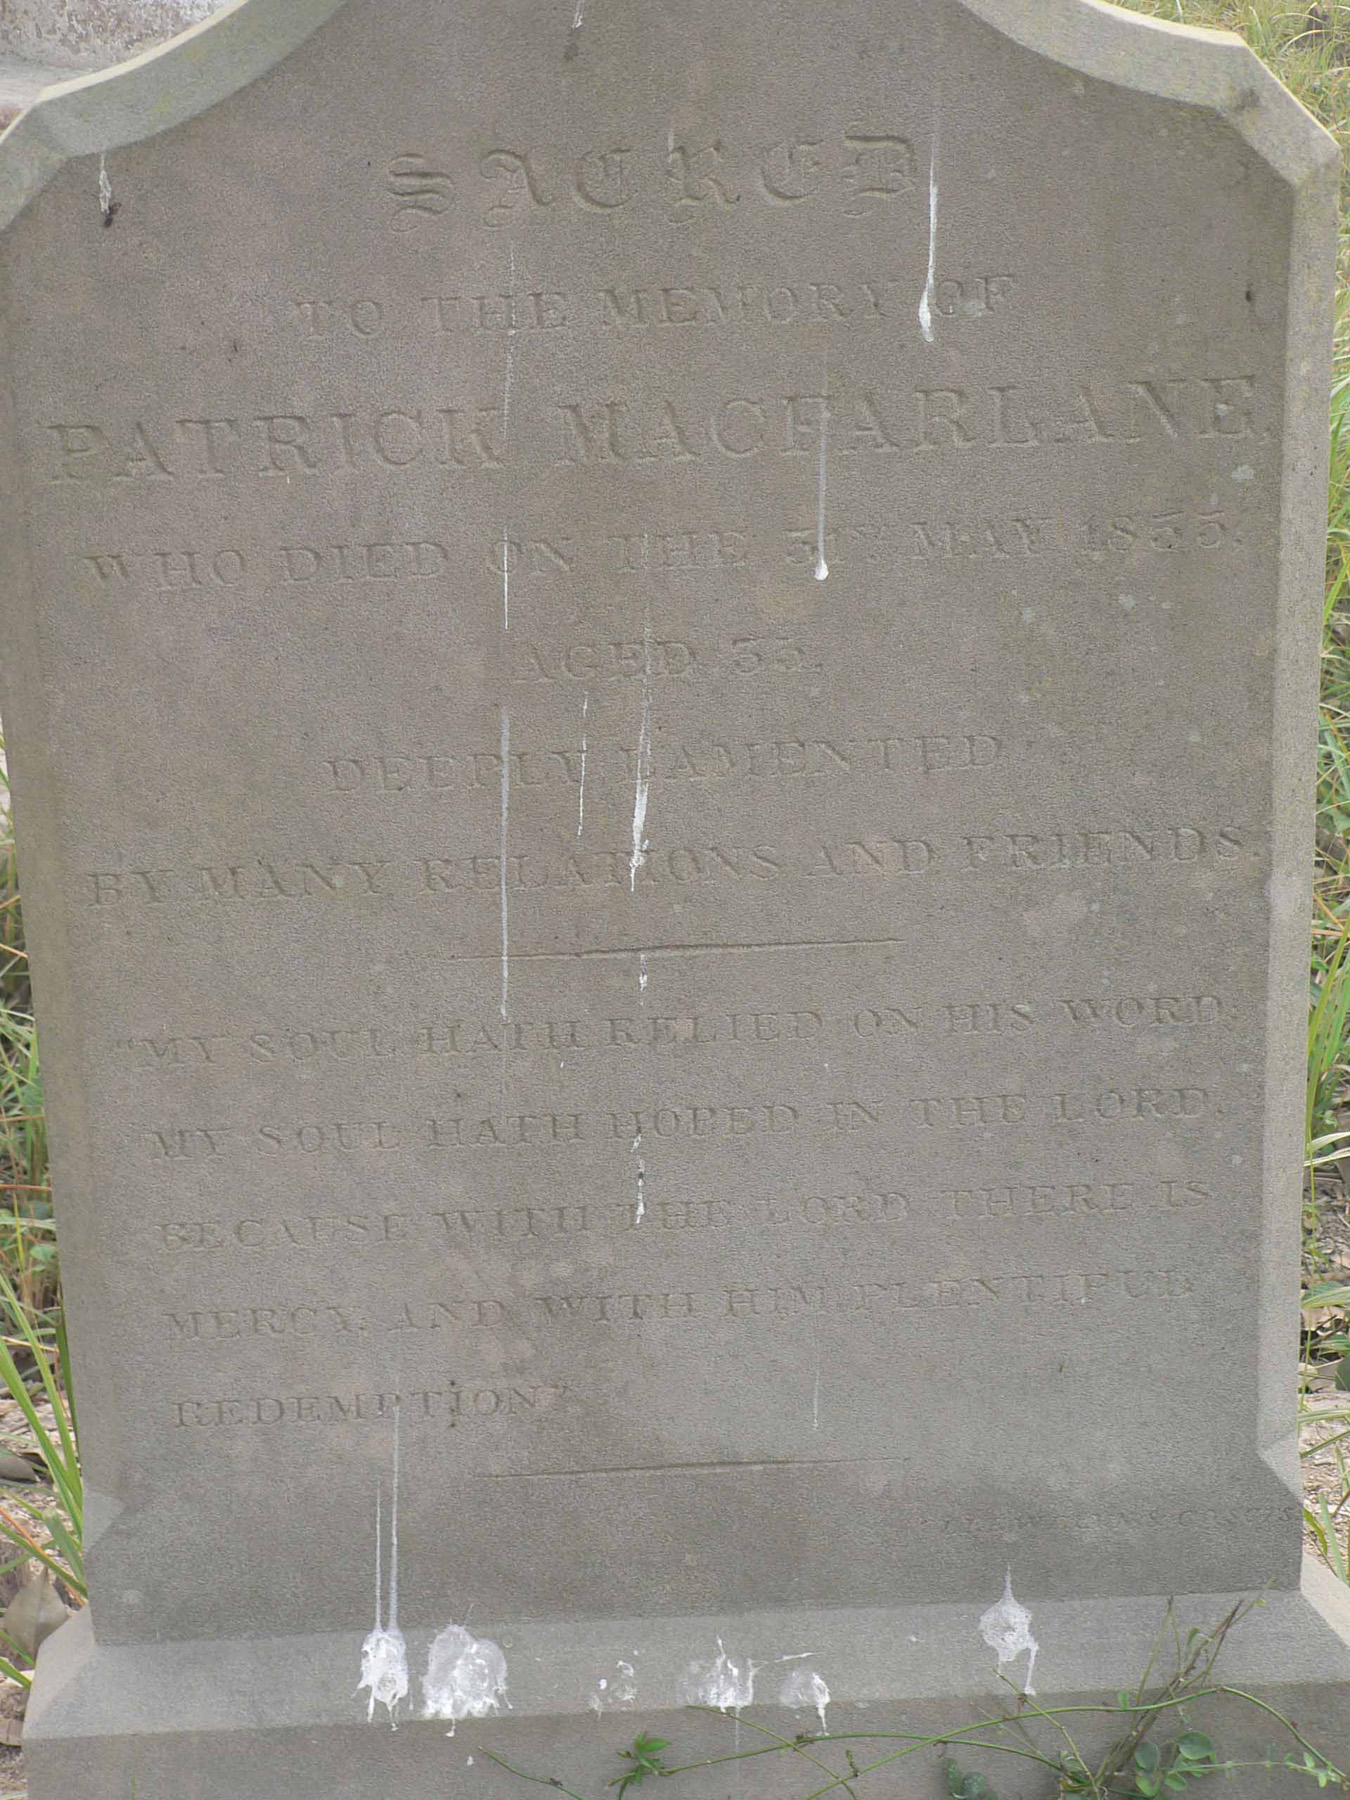 SACRED
TO THE MEMORY OF
PATRICK MACFARLANE,
WHO DIED ON THE MAY
AGED
DEEPLY LAMENTED
BY MANY RELATIONS AND FRIENDS.
"MY SOUL HATH RELIED ON HIS WORD:
MY SOUL HATH HOPED IN THE LORD.
BECAUSE WITH THE LORD THERE IS
MERCY, AND WITH HIM PLENTIFUL
REDEMPTION"